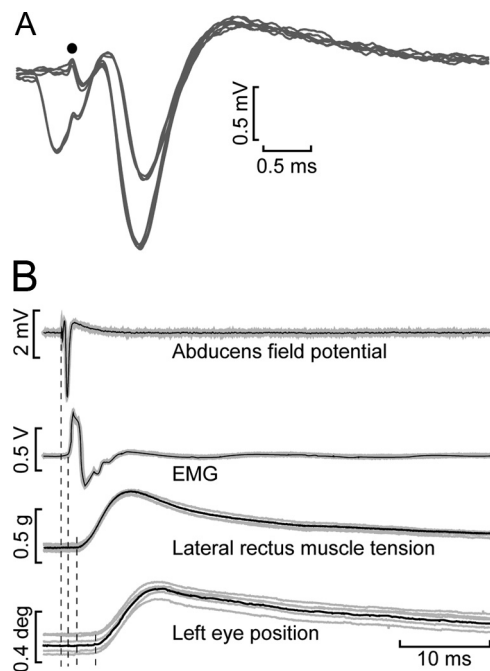 A
0.5 mV
0.5 ms
B
2 mV
Abducens field potential
0.5 V
EMG
0.5 g
Lateral rectus muscle tension
0.4 deg
Left eye position
10 ms